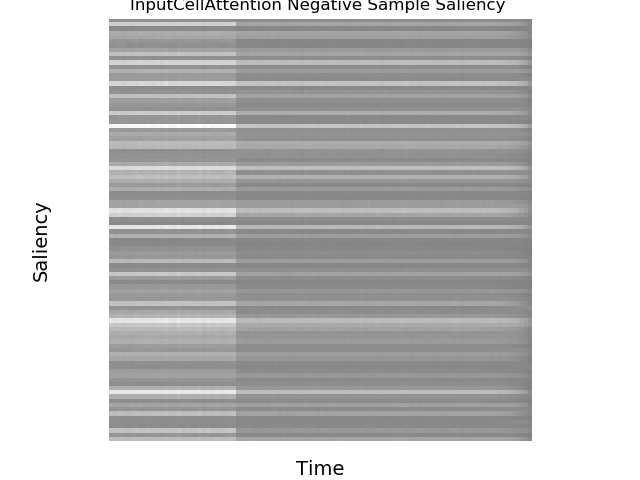 InputCellAttention Negative Sample Saliency
Saliency
Time